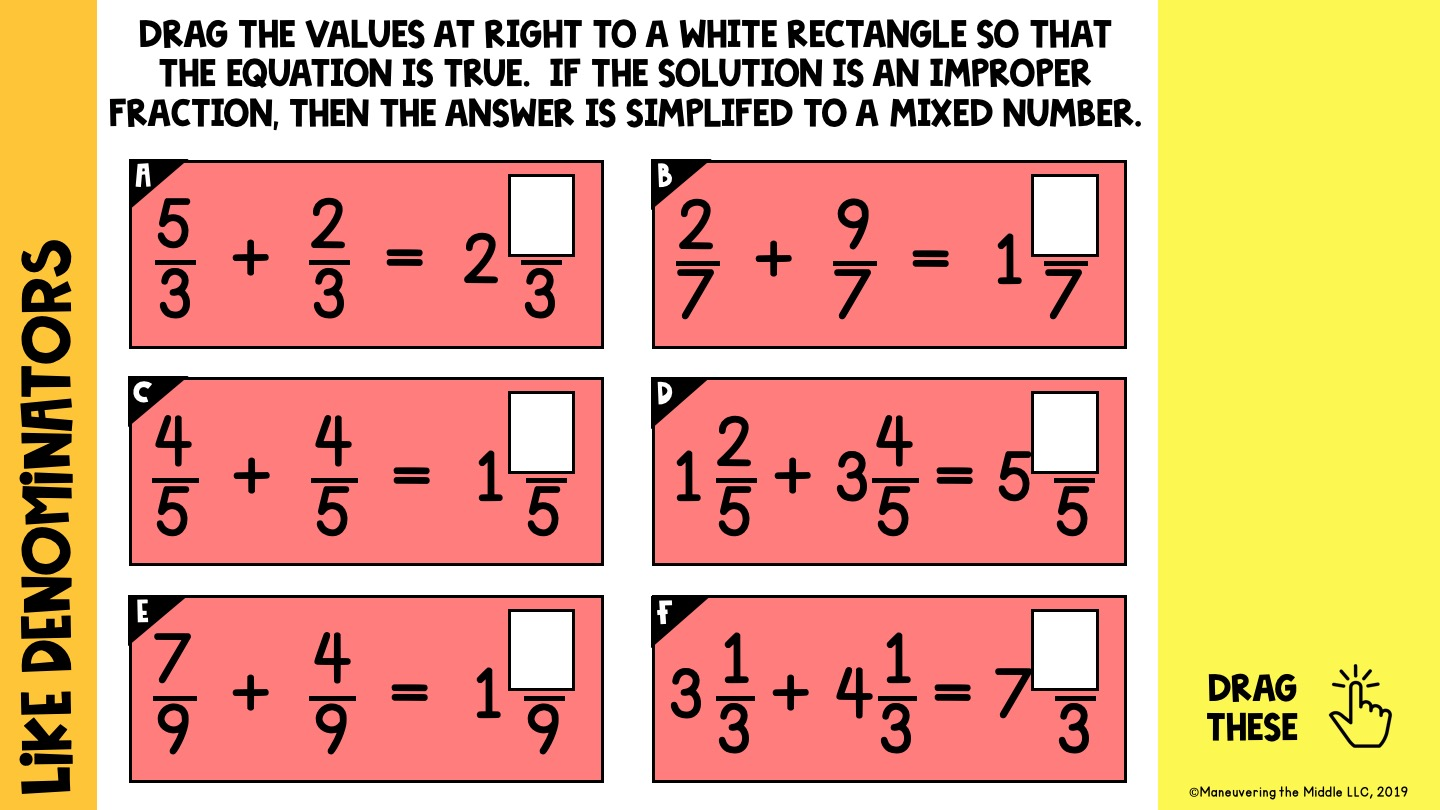 LiKE DENOMiNATORS
DRAG THE VALUES AT RIGHT TO A WHITE RECTANGLE SO THAT
THE EQUATION IS TRUE. IF THE SOLUTION IS AN IMPROPER
FRACTION, THEN THE ANSWER IS SIMPLIFED TO A MIXED NUMBER.
A
5/3 + 2/3 = 2 /3
B
2/7 + 9/7 = 1 /7
C
4/5 + 4/5 = 1 /5
D
1 2/5 + 3 4/5 = 5 /5
E
7/9 + 4/9 = 1 /9
F
3 1/3 + 4 1/3 = 7 /3
DRAG
THESE
©Maneuvering the Middle LLC, 2019